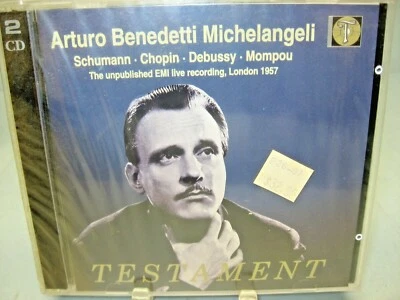 2
CD
Arturo Benedetti Michelangeli
Schumann · Chopin · Debussy · Mompou
The unpublished EMI live recording, London 1957
T
TESTAMENT